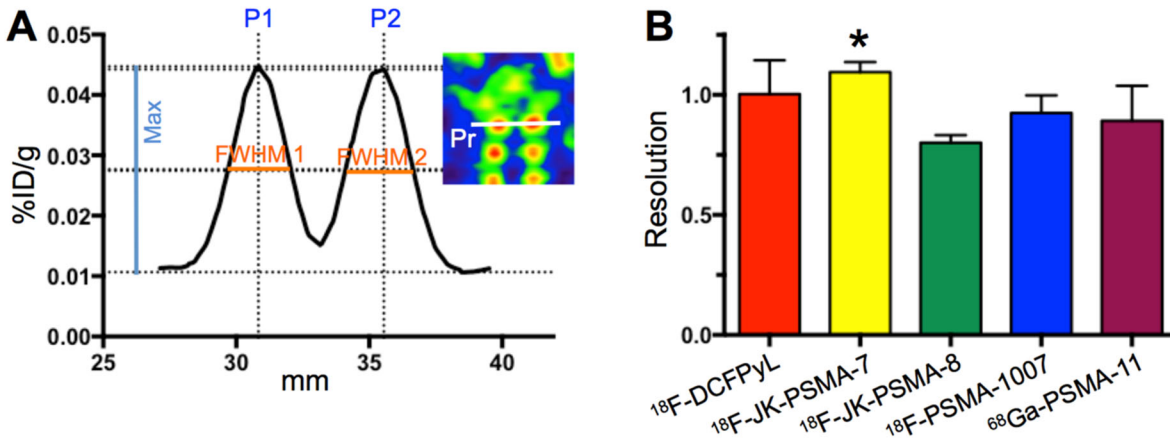 A
P1 P2
0.05
0.04
0.03
0.02
0.01
0.00
%ID/g
Max
FWHM 1
FWHM 2
Pr
25 30 35 40
mm
B
*
1.0
0.5
0.0
Resolution
¹⁸F-DCFPyL
¹⁸F-JK-PSMA-7
¹⁸F-JK-PSMA-8
¹⁸F-PSMA-1007
⁶⁸Ga-PSMA-11